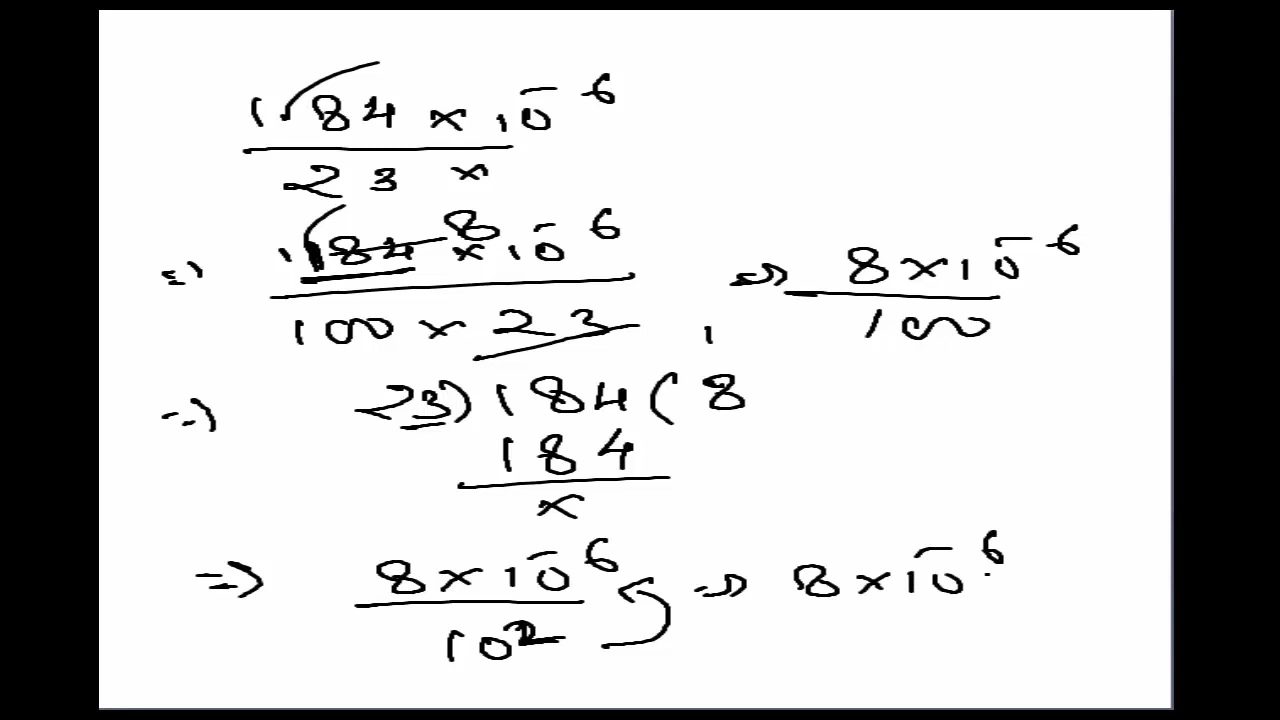 1 84 × 10⁻⁶
23 ×
=> 1 184 8 × 10⁻⁶ => 8 × 10⁻⁶
100 × 23 100
=> 23) 184 ( 8
184
×
=> 8 × 10⁻⁶ => 8 × 10⁻⁶
10²